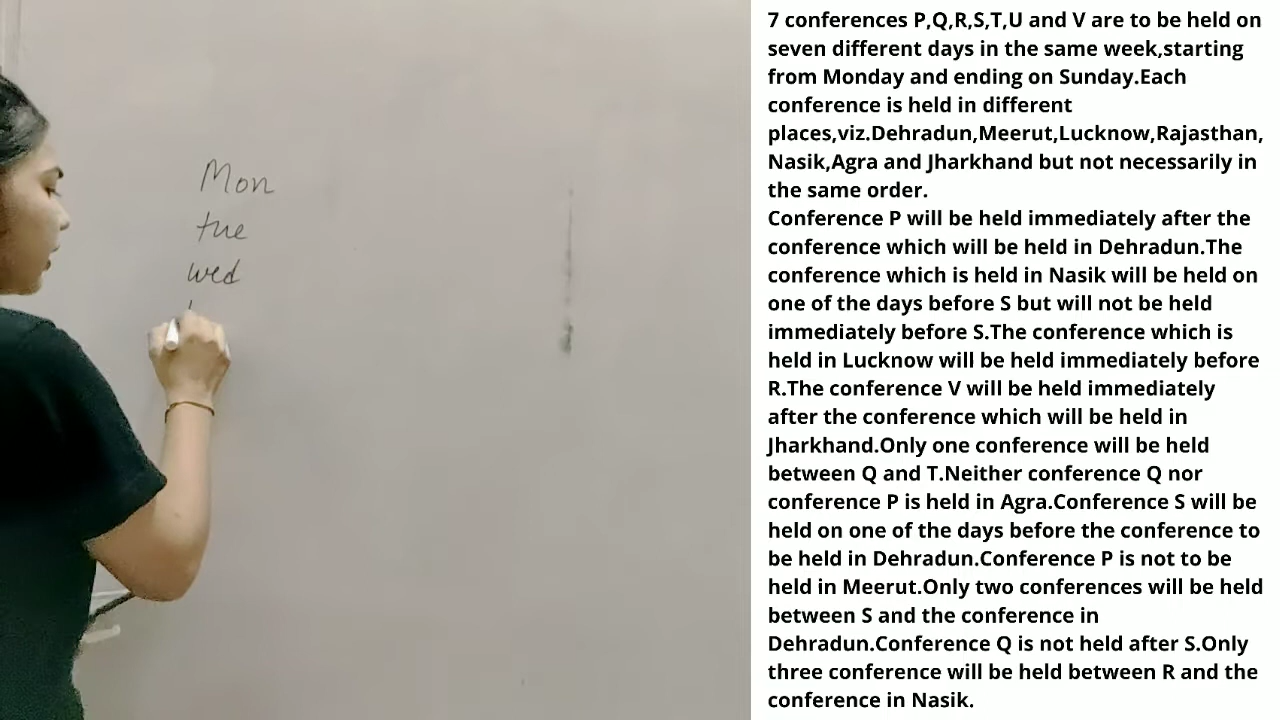 Mon
tue
wed
7 conferences P,Q,R,S,T,U and V are to be held on
seven different days in the same week,starting
from Monday and ending on Sunday.Each
conference is held in different
places,viz.Dehradun,Meerut,Lucknow,Rajasthan,
Nasik,Agra and Jharkhand but not necessarily in
the same order.
Conference P will be held immediately after the
conference which will be held in Dehradun.The
conference which is held in Nasik will be held on
one of the days before S but will not be held
immediately before S.The conference which is
held in Lucknow will be held immediately before
R.The conference V will be held immediately
after the conference which will be held in
Jharkhand.Only one conference will be held
between Q and T.Neither conference Q nor
conference P is held in Agra.Conference S will be
held on one of the days before the conference to
be held in Dehradun.Conference P is not to be
held in Meerut.Only two conferences will be held
between S and the conference in
Dehradun.Conference Q is not held after S.Only
three conference will be held between R and the
conference in Nasik.